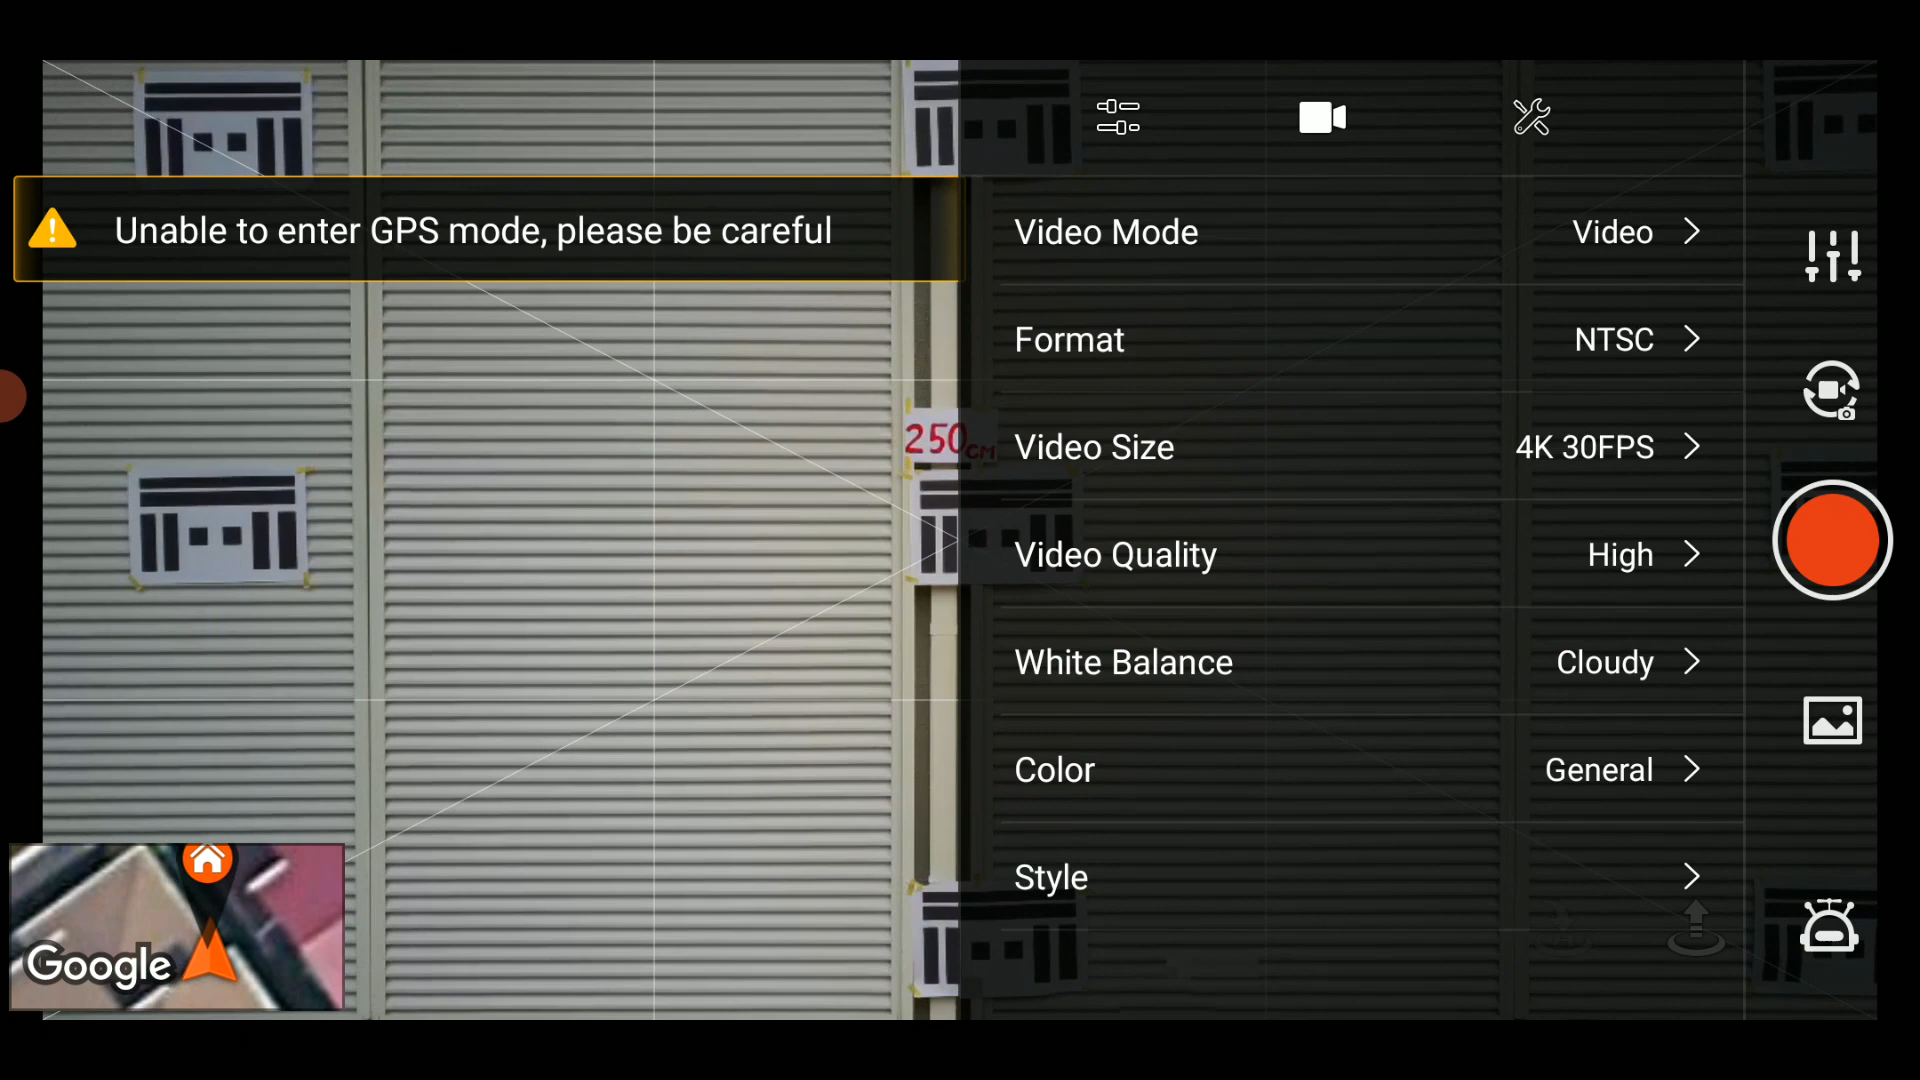 Unable to enter GPS mode, please be careful
Video Mode Video
Format NTSC
250CM
Video Size 4K 30FPS
Video Quality High
White Balance Cloudy
Color General
Style
Google